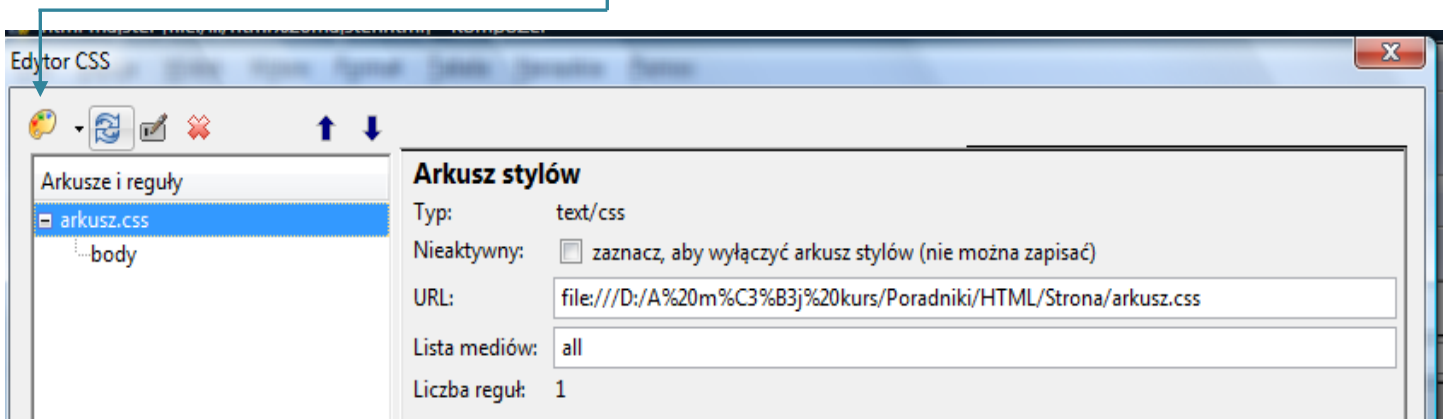 Edytor CSS
Arkusze i reguły
arkusz.css
body
Arkusz stylów
Typ: text/css
Nieaktywny: zaznacz, aby wyłączyć arkusz stylów (nie można zapisać)
URL: file:///D:/A%20m%C3%B3j%20kurs/Poradniki/HTML/Strona/arkusz.css
Lista mediów: all
Liczba reguł: 1